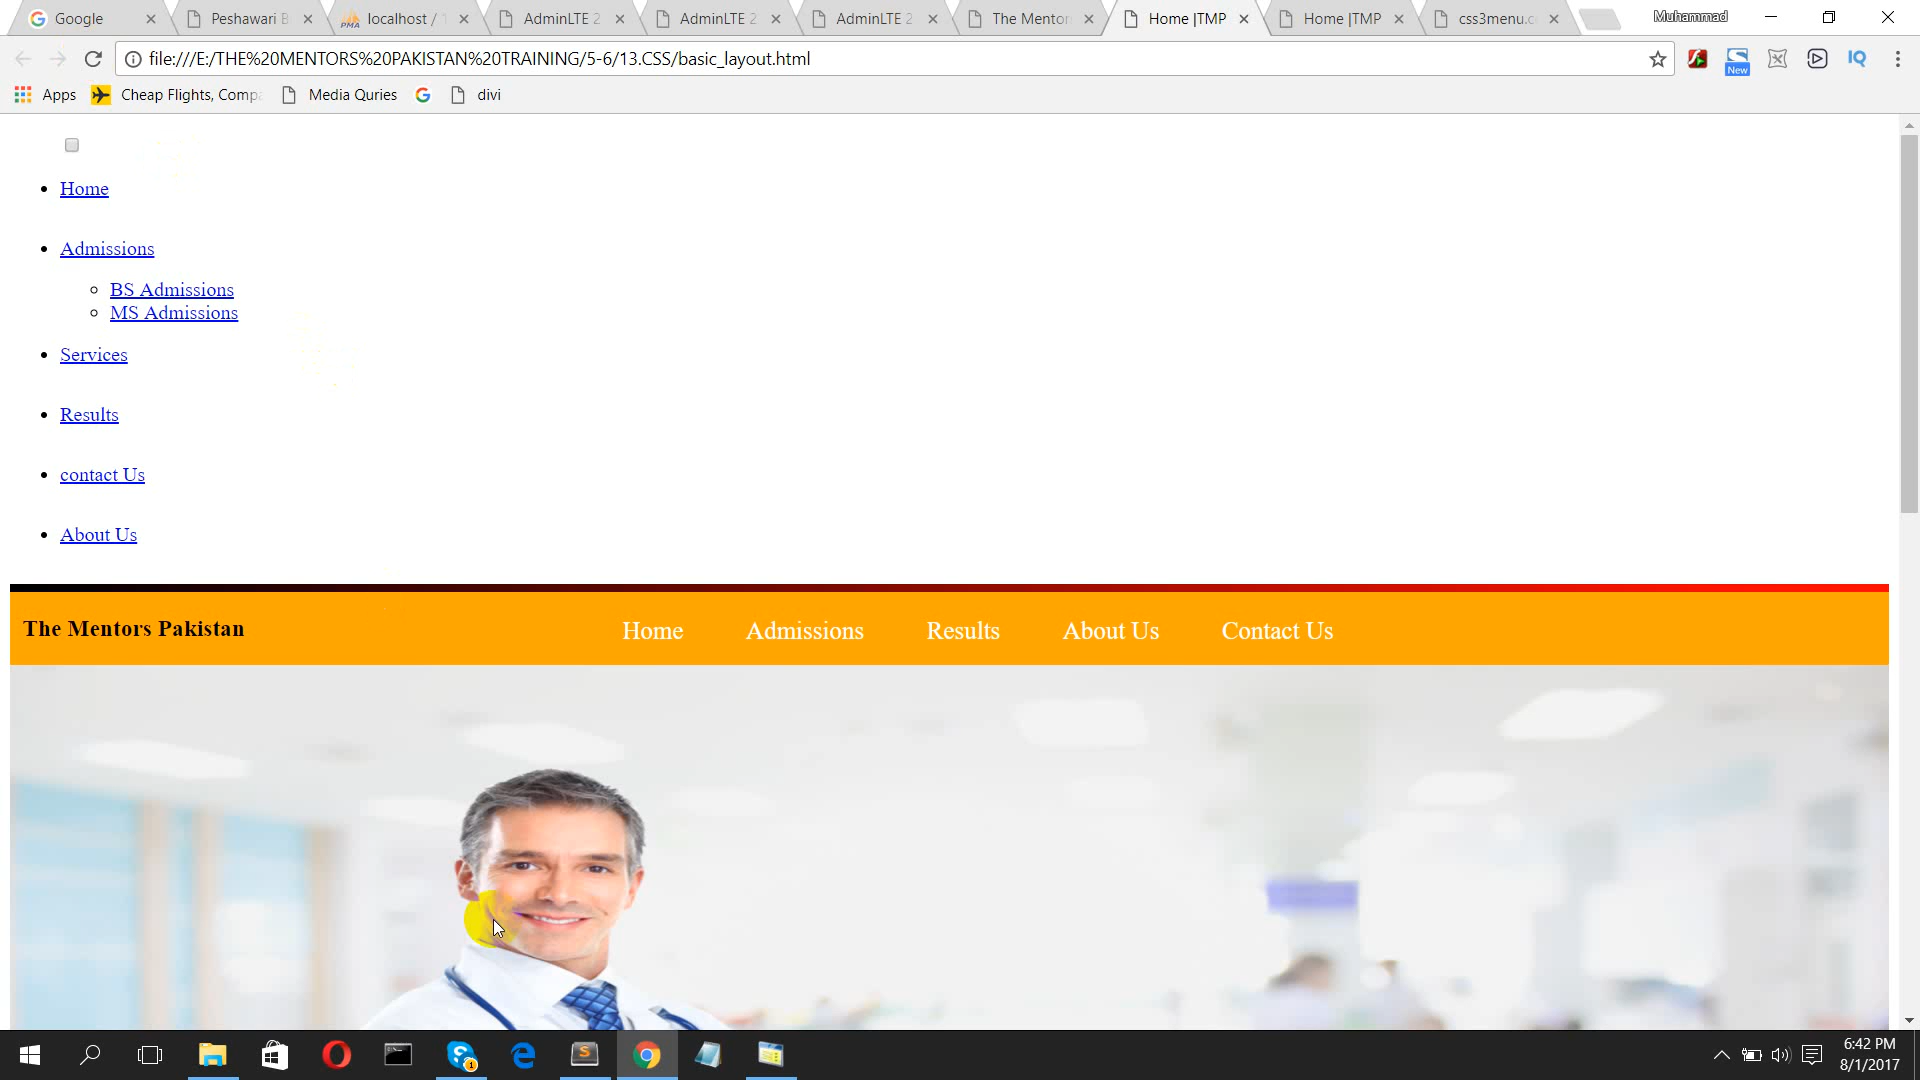 Google
Peshawari B
localhost /
AdminLTE 2
AdminLTE 2
AdminLTE 2
The Mentor
Home |TMP
Home |TMP
css3menu.c
Muhammad
file:///E:/THE%20MENTORS%20PAKISTAN%20TRAINING/5-6/13.CSS/basic_layout.html
New
IQ
Apps
Cheap Flights, Compa
Media Quries
divi
Home
Admissions
BS Admissions
MS Admissions
Services
Results
contact Us
About Us
The Mentors Pakistan
Home
Admissions
Results
About Us
Contact Us
6:42 PM
8/1/2017